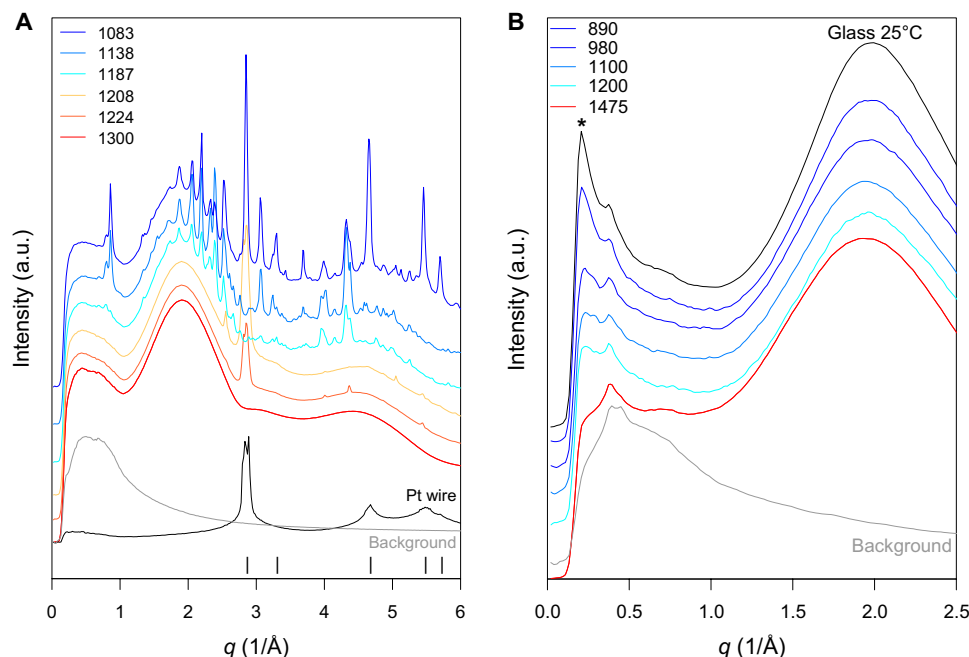 A
1083
1138
1187
1208
1224
1300
Intensity (a.u.)
Pt wire
Background
0 1 2 3 4 5 6
q (1/Å)
B
890
980
1100
1200
1475
Glass 25°C
*
Intensity (a.u.)
Background
0.0 0.5 1.0 1.5 2.0 2.5
q (1/Å)